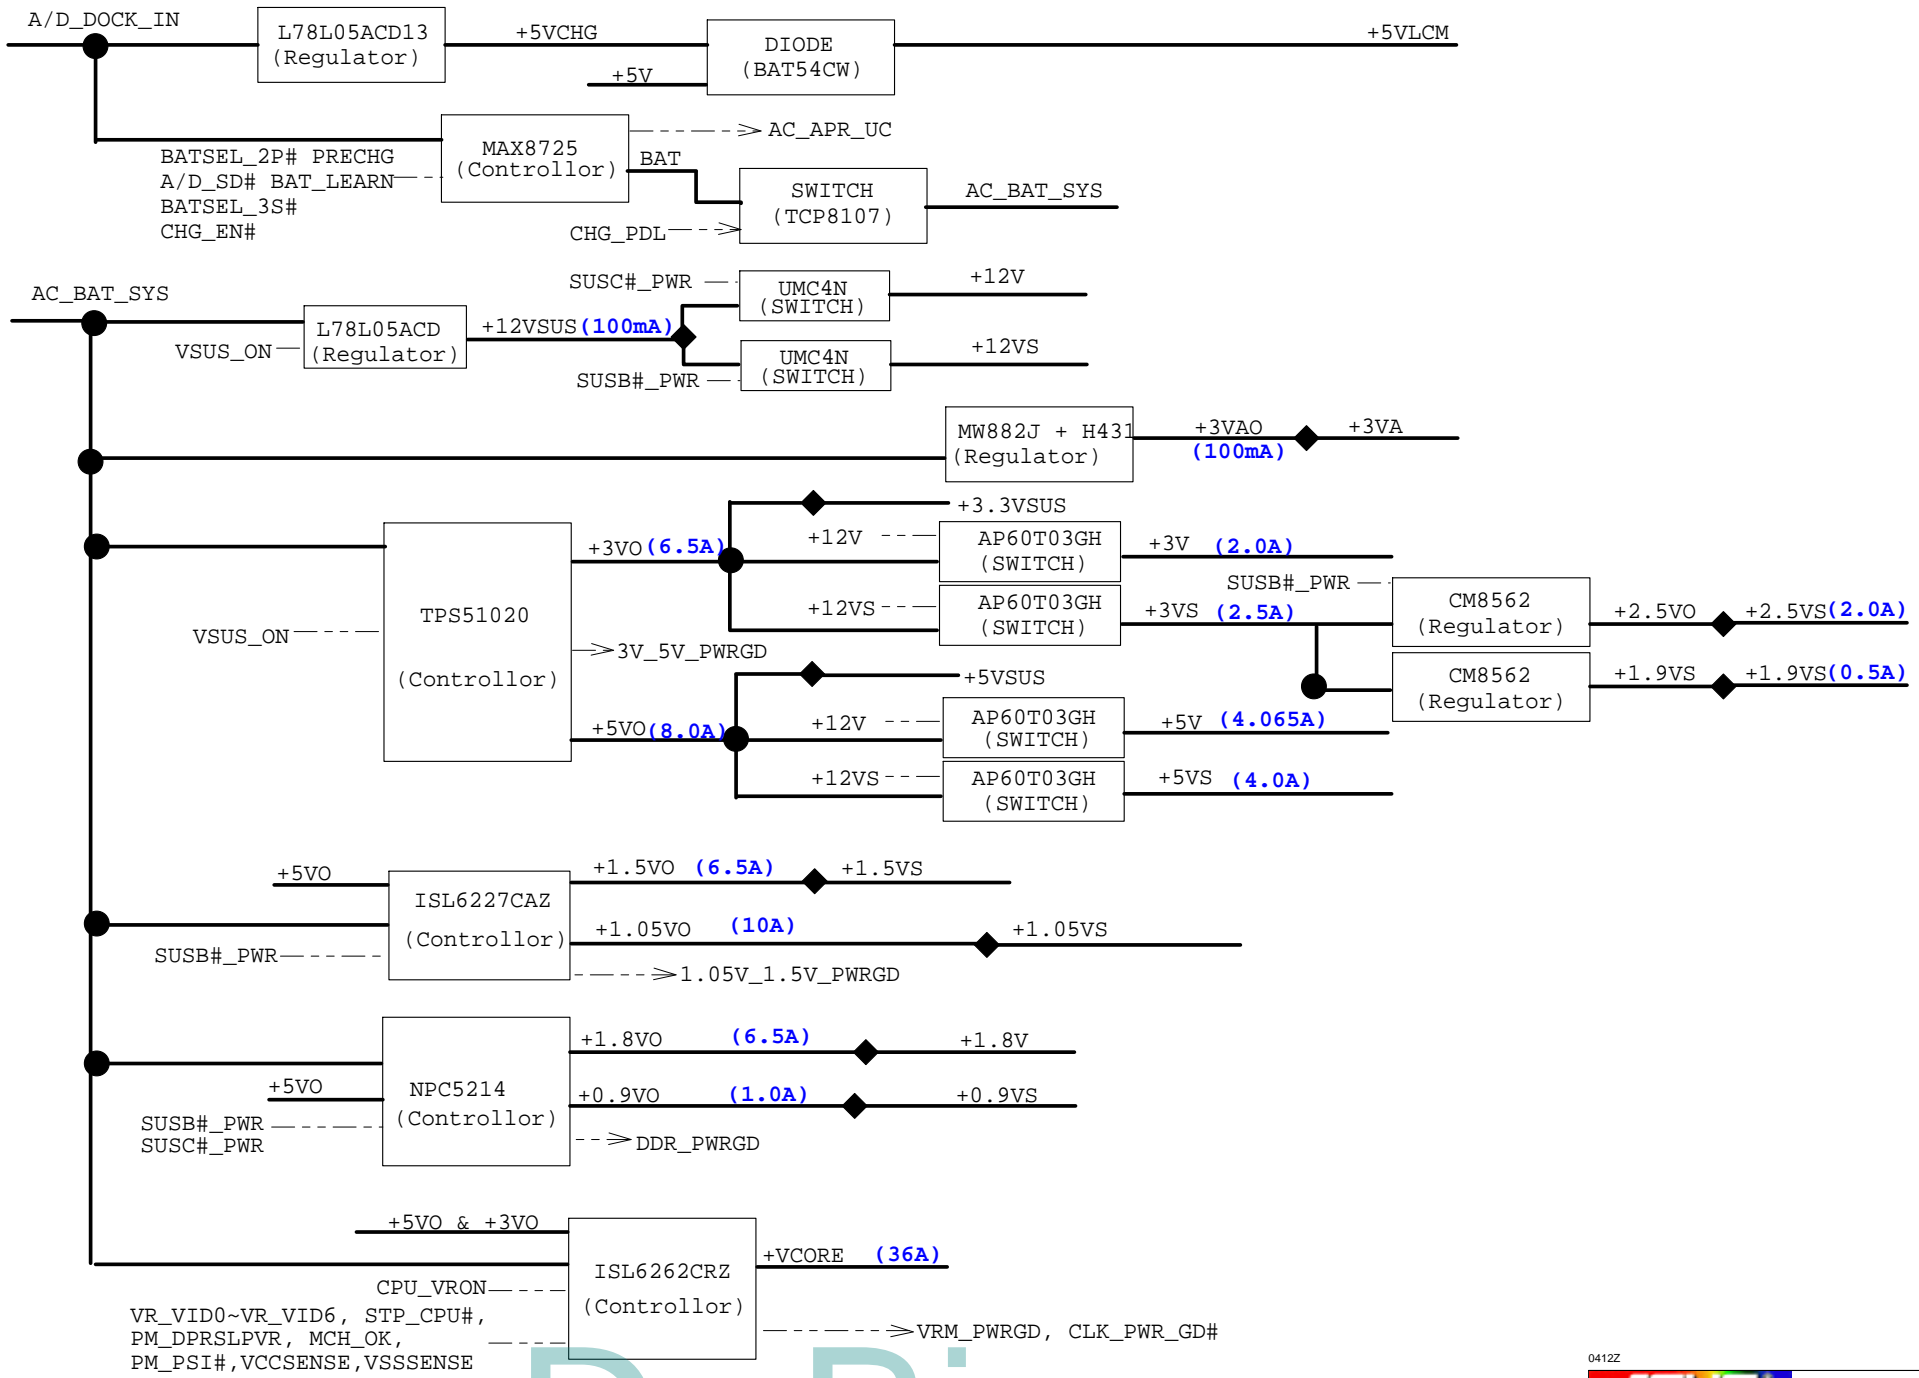 A/D_DOCK_IN
L78L05ACD13
(Regulator)
+5VCHG
+5V
DIODE
(BAT54CW)
+5VLCM
BATSEL_2P# PRECHG
A/D_SD# BAT_LEARN
BATSEL_3S#
CHG_EN#
MAX8725
(Controllor)
AC_APR_UC
BAT
CHG_PDL
SWITCH
(TCP8107)
AC_BAT_SYS
AC_BAT_SYS
VSUS_ON
L78L05ACD
(Regulator)
+12VSUS (100mA)
SUSC#_PWR
UMC4N
(SWITCH)
+12V
SUSB#_PWR
UMC4N
(SWITCH)
+12VS
MW882J + H431
(Regulator)
+3VAO
(100mA)
+3VA
VSUS_ON
TPS51020
(Controllor)
+3VO (6.5A)
+3.3VSUS
+12V
AP60T03GH
(SWITCH)
+3V (2.0A)
+12VS
AP60T03GH
(SWITCH)
+3VS (2.5A)
SUSB#_PWR
CM8562
(Regulator)
+2.5VO
+2.5VS (2.0A)
CM8562
(Regulator)
+1.9VS
+1.9VS (0.5A)
3V_5V_PWRGD
+5VO (8.0A)
+5VSUS
+12V
AP60T03GH
(SWITCH)
+5V (4.065A)
+12VS
AP60T03GH
(SWITCH)
+5VS (4.0A)
+5VO
SUSB#_PWR
ISL6227CAZ
(Controllor)
+1.5VO (6.5A)
+1.5VS
+1.05VO (10A)
+1.05VS
1.05V_1.5V_PWRGD
+5VO
SUSB#_PWR
SUSC#_PWR
NPC5214
(Controllor)
+1.8VO (6.5A)
+1.8V
+0.9VO (1.0A)
+0.9VS
DDR_PWRGD
+5VO & +3VO
CPU_VRON
VR_VID0~VR_VID6, STP_CPU#,
PM_DPRSLPVR, MCH_OK,
PM_PSI#,VCCSENSE,VSSSENSE
ISL6262CRZ
(Controllor)
+VCORE (36A)
VRM_PWRGD, CLK_PWR_GD#
0412Z